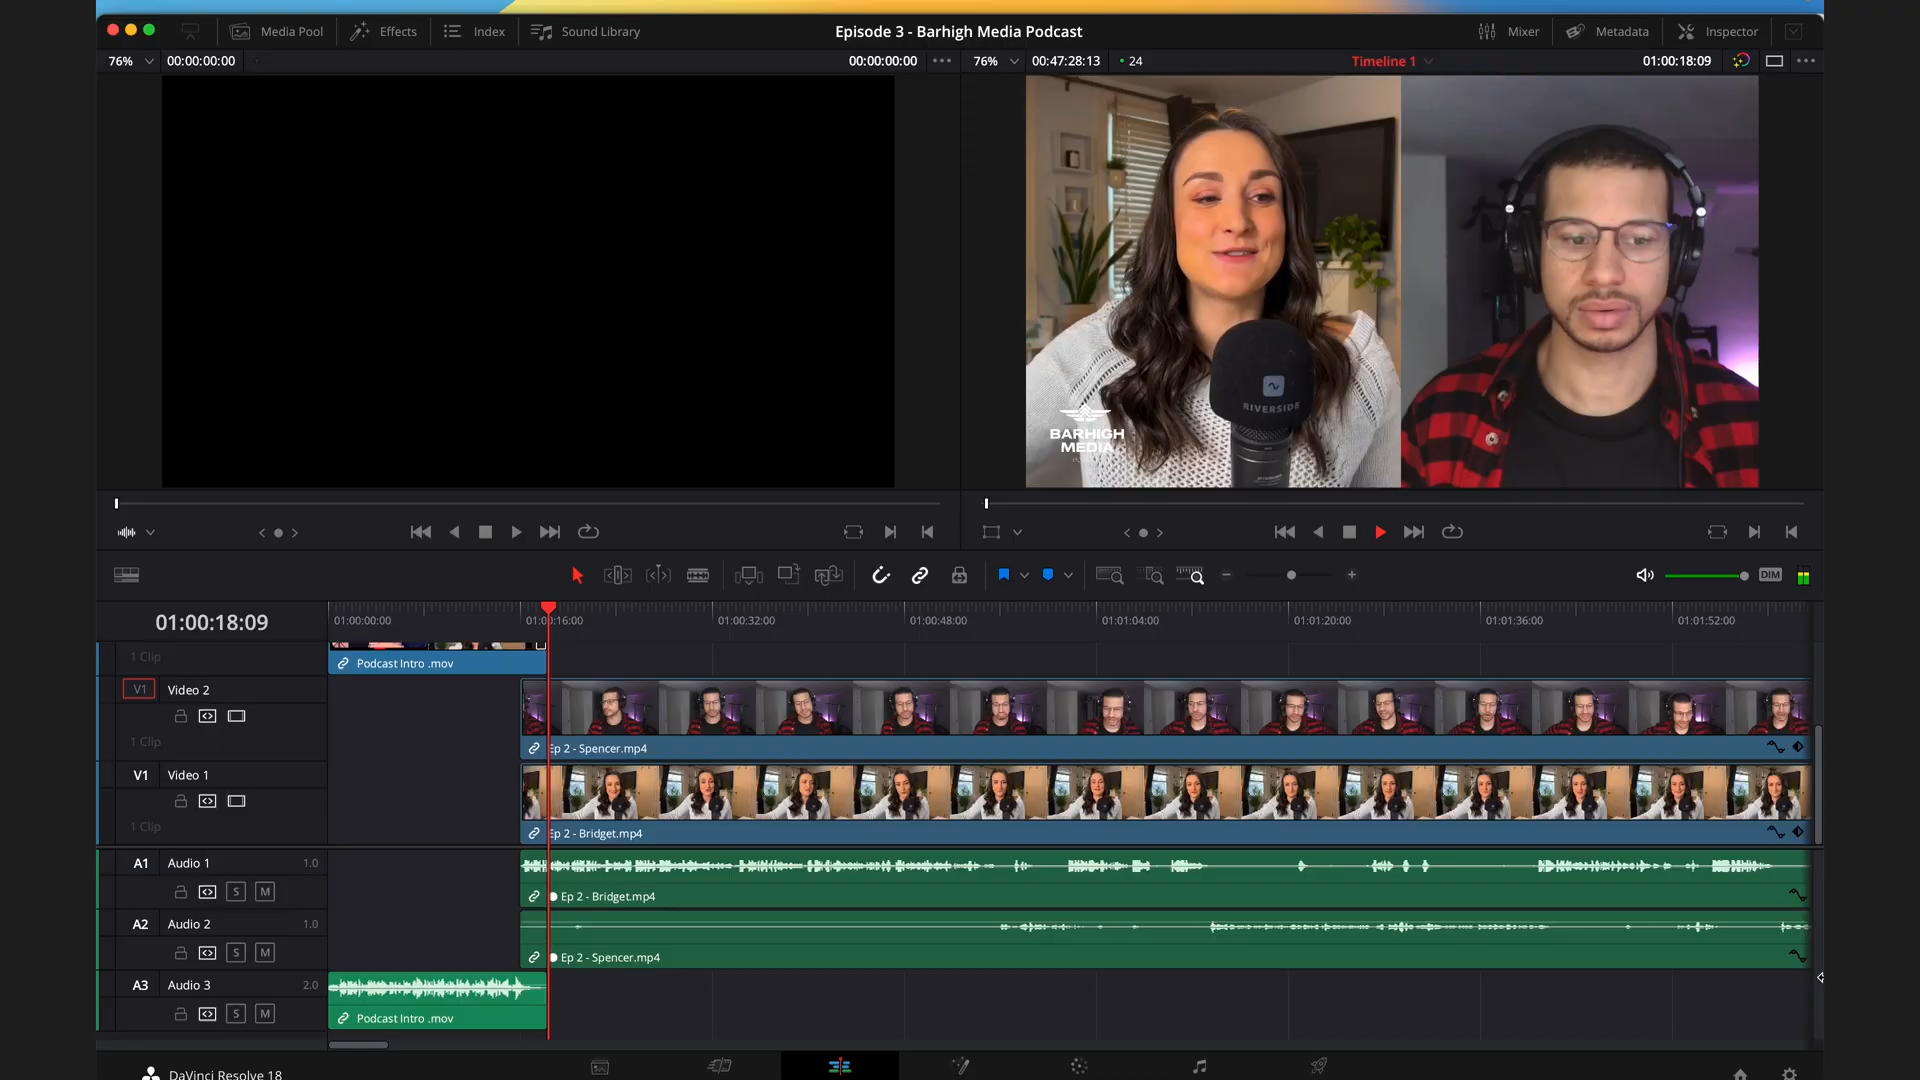 Media Pool
Effects
Index
Sound Library
Episode 3 - Barhigh Media Podcast
Mixer
Metadata
Inspector
76%
00:00:00:00
00:00:00:00
76%
00:47:28:13
24
Timeline 1
01:00:18:09
RIVERSIDE
BARHIGH
MEDIA
DIM
01:00:18:09
01:00:00:00
01:00:16:00
01:00:32:00
01:00:48:00
01:01:04:00
01:01:20:00
01:01:36:00
01:01:52:00
1 Clip
Podcast Intro .mov
V1
Video 2
1 Clip
Ep 2 - Spencer.mp4
V1
Video 1
1 Clip
Ep 2 - Bridget.mp4
A1
Audio 1
1.0
S
M
Ep 2 - Bridget.mp4
A2
Audio 2
1.0
S
M
Ep 2 - Spencer.mp4
A3
Audio 3
2.0
S
M
Podcast Intro .mov
DaVinci Resolve 18